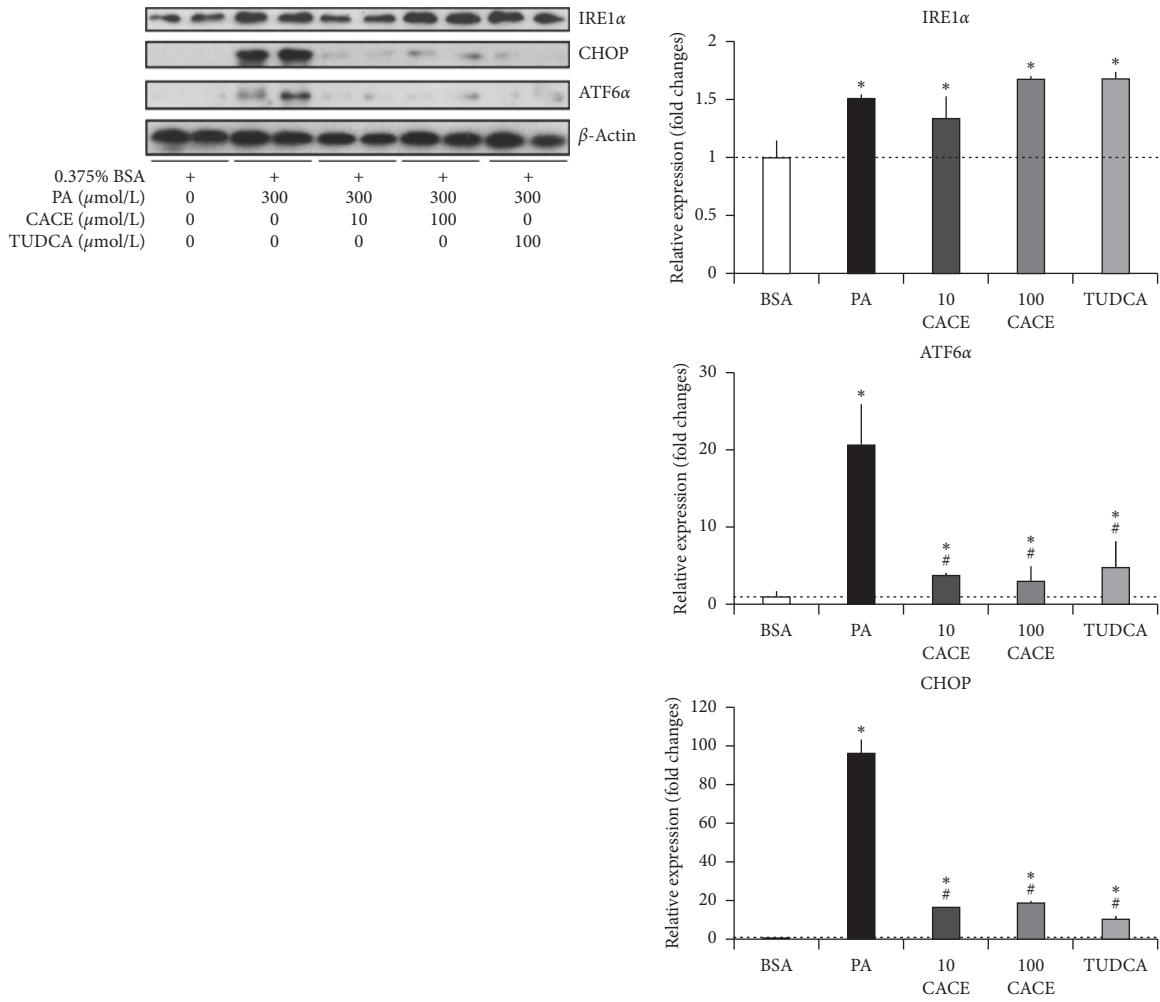 IRE1α
CHOP
ATF6α
β-Actin
0.375% BSA + + + + +
PA (μmol/L) 0 300 300 300 300
CACE (μmol/L) 0 0 10 100 0
TUDCA (μmol/L) 0 0 0 0 100
IRE1α
Relative expression (fold changes)
2
1.5
1
0.5
0
* * * *
BSA PA 10 CACE 100 CACE TUDCA
ATF6α
Relative expression (fold changes)
30
20
10
0
* * * *
# # #
BSA PA 10 CACE 100 CACE TUDCA
CHOP
Relative expression (fold changes)
120
100
80
60
40
20
0
* * * *
# # #
BSA PA 10 CACE 100 CACE TUDCA